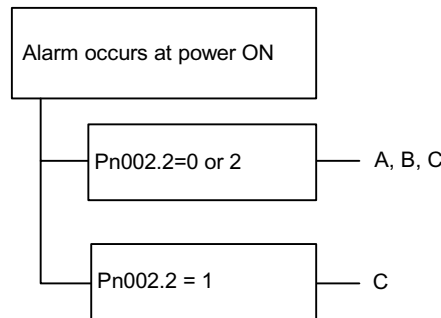 Alarm occurs at power ON
Pn002.2=0 or 2
A, B, C
Pn002.2 = 1
C